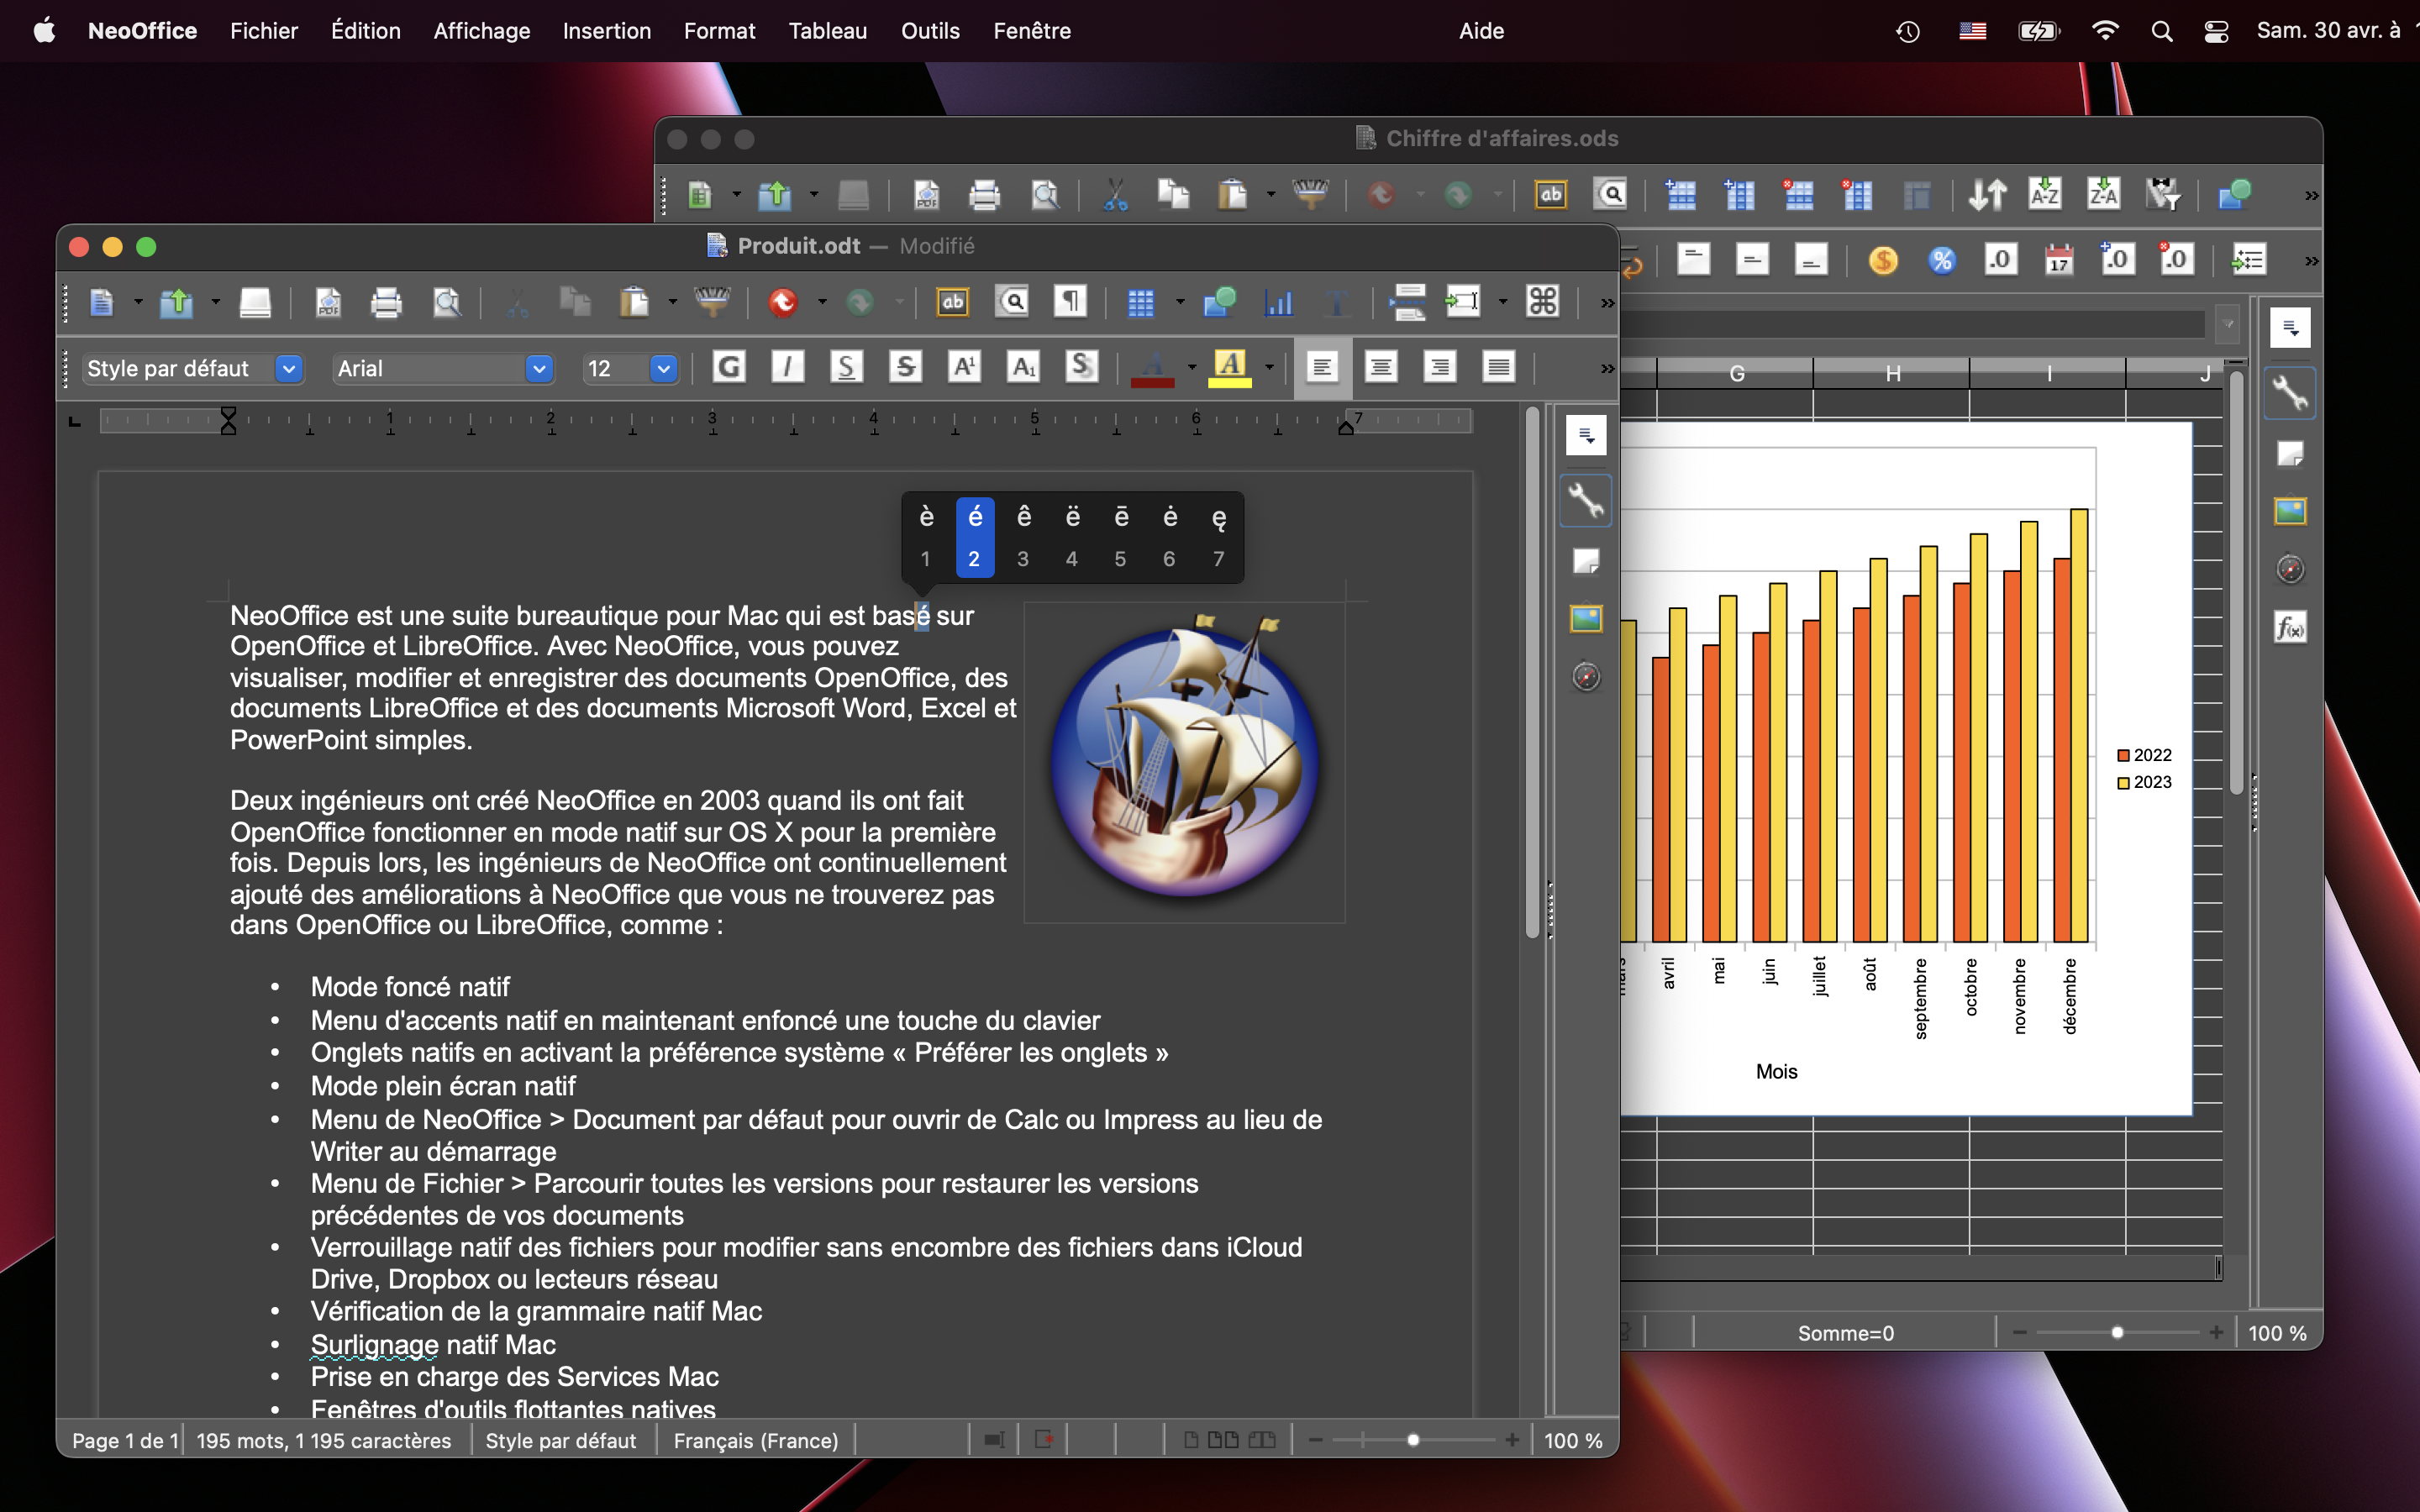 NeoOffice Fichier Édition Affichage Insertion Format Tableau Outils Fenêtre Aide Sam. 30 avr. à
Chiffre d'affaires.ods
Produit.odt — Modifié
Style par défaut Arial 12
1 2 3 4 5 6 7
G H I J
è é ê ë ē ė ę
1 2 3 4 5 6 7
NeoOffice est une suite bureautique pour Mac qui est basé sur
OpenOffice et LibreOffice. Avec NeoOffice, vous pouvez
visualiser, modifier et enregistrer des documents OpenOffice, des
documents LibreOffice et des documents Microsoft Word, Excel et
PowerPoint simples.
Deux ingénieurs ont créé NeoOffice en 2003 quand ils ont fait
OpenOffice fonctionner en mode natif sur OS X pour la première
fois. Depuis lors, les ingénieurs de NeoOffice ont continuellement
ajouté des améliorations à NeoOffice que vous ne trouverez pas
dans OpenOffice ou LibreOffice, comme :
• Mode foncé natif
• Menu d'accents natif en maintenant enfoncé une touche du clavier
• Onglets natifs en activant la préférence système « Préférer les onglets »
• Mode plein écran natif
• Menu de NeoOffice > Document par défaut pour ouvrir de Calc ou Impress au lieu de
Writer au démarrage
• Menu de Fichier > Parcourir toutes les versions pour restaurer les versions
précédentes de vos documents
• Verrouillage natif des fichiers pour modifier sans encombre des fichiers dans iCloud
Drive, Dropbox ou lecteurs réseau
• Vérification de la grammaire natif Mac
• Surlignage natif Mac
• Prise en charge des Services Mac
• Fenêtres d'outils flottantes natives
Page 1 de 1 195 mots, 1 195 caractères Style par défaut Français (France) 100 %
2022
2023
avril mai juin juillet août septembre octobre novembre décembre
Mois
Somme=0 100 %